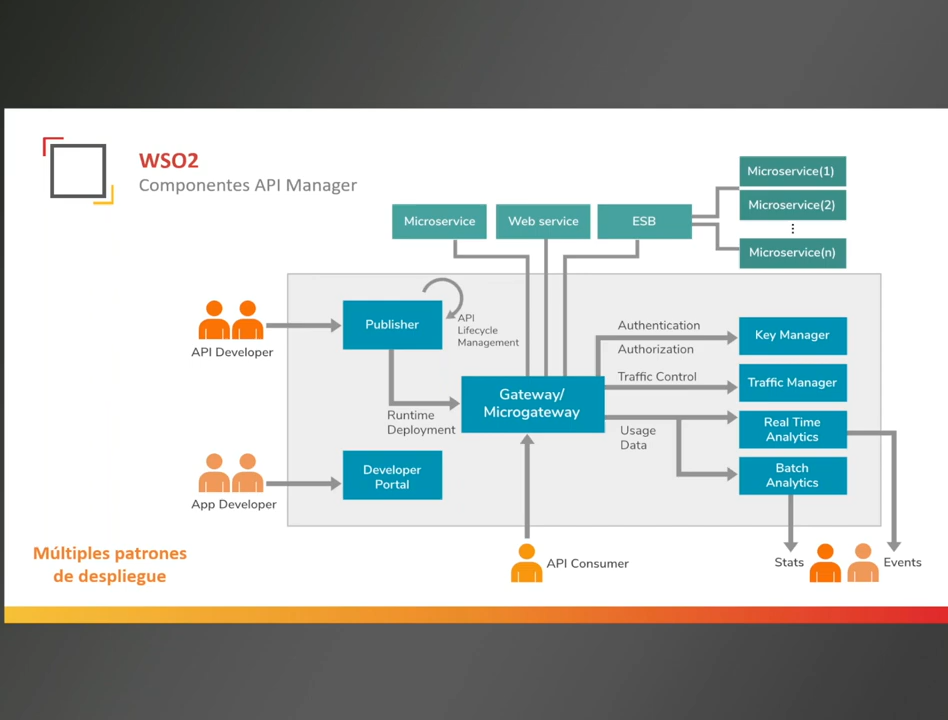 WSO2
Componentes API Manager
Microservice(1)
Microservice(2)
⋮
Microservice(n)
Microservice
Web service
ESB
Publisher
API
Lifecycle
Management
API Developer
Authentication
Authorization
Key Manager
Traffic Control
Traffic Manager
Gateway/
Microgateway
Runtime
Deployment
Usage
Data
Real Time
Analytics
Batch
Analytics
Developer
Portal
App Developer
Múltiples patrones
de despliegue
API Consumer
Stats
Events